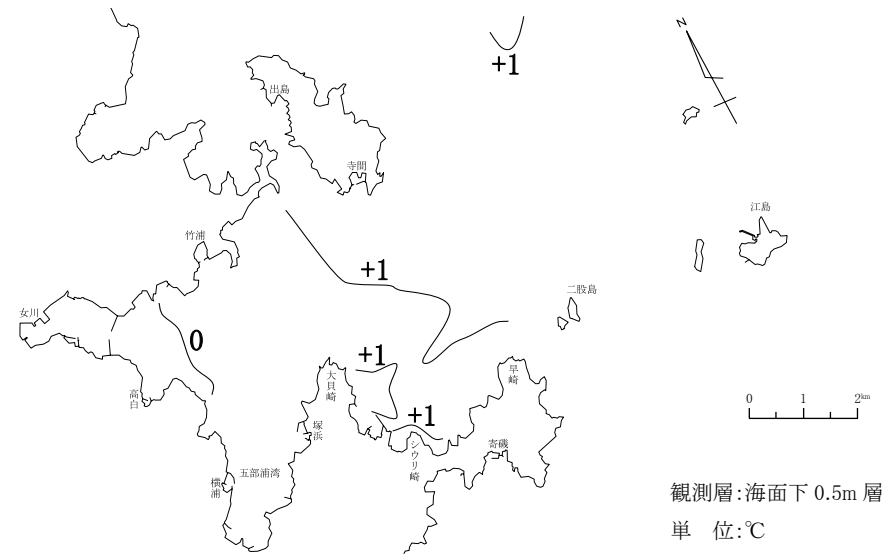 +1
N
出島
寺間
江島
竹浦
+1
二股島
女川
0
+1
大貝崎
早崎
高白
0 1 2km
+1
塚浜
シウリ崎
寄磯
五部浦湾
横浦
観測層:海面下 0.5m 層
単 位:℃